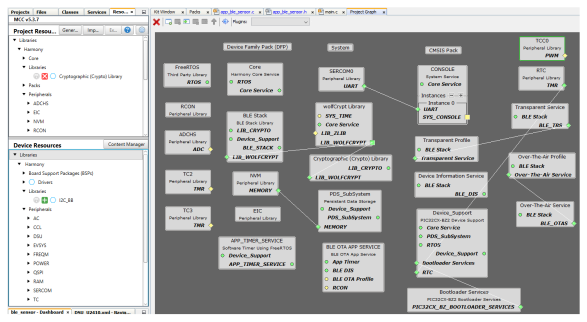 Projects Files Classes Services Reso...
MCC v5.3.7
Project Resou... Gener... Imp... Ex...
Libraries
Harmony
Core
Libraries
Cryptographic (Crypto) Library
Packs
Peripherals
ADCHS
EIC
NVM
RCON
Device Resources Content Manager
Libraries
Harmony
Board Support Packages (BSPs)
Drivers
Libraries
I2C_BB
Peripherals
AC
CCL
DSU
EVSYS
FREQM
POWER
QSPI
RAM
SERCOM
TC
ble_sensor - Dashboard
Kit Window Packs app_ble_sensor.c app_ble_sensor.h main.c Project Graph
Plugins:
Device Family Pack (DFP)
System
CMSIS Pack
TCC0
Peripheral Library
PWM
FreeRTOS
Third Party Library
RTOS
Core
Harmony Core Service
RTOS
Core Service
SERCOM0
Peripheral Library
UART
CONSOLE
System Service
Core Service
Instances
Instance 0
UART
SYS_CONSOLE
RTC
Peripheral Library
TMR
RCON
Peripheral Library
BLE Stack
BLE Stack Library
LIB_CRYPTO
Device_Support
BLE_STACK
LIB_WOLFCRYPT
wolfCrypt Library
SYS_TIME
Core Service
LIB_ZLIB
LIB_WOLFCRYPT
Transparent Service
BLE Stack
BLE_TRS
ADCHS
Peripheral Library
ADC
Transparent Profile
BLE Stack
Transparent Service
Cryptographic (Crypto) Library
LIB_CRYPTO
LIB_WOLFCRYPT
Over-The-Air Profile
BLE Stack
Over-The-Air Service
TC2
Peripheral Library
TMR
NVM
Peripheral Library
MEMORY
Device Information Service
BLE Stack
BLE_DIS
PDS_SubSystem
Persistent Data Storage
Device_Support
PDS_SubSystem
MEMORY
TC3
Peripheral Library
TMR
EIC
Peripheral Library
Device_Support
PIC32CX-BZ2 Device Support
Core Service
PDS_SubSystem
RTOS
Device_Support
bootloader Services
RTC
Over-The-Air Service
BLE Stack
BLE_OTAS
APP_TIMER_SERVICE
Software Timer Using FreeRTOS
Device_Support
APP_TIMER_SERVICE
BLE OTA APP SERVICE
BLE OTA App Service
App Timer
BLE DIS
BLE OTA Profile
RCON
Bootloader Services
PIC32CX-BZ2 Bootloader Services
PIC32CX_BZ2_BOOTLOADER_SERVICES